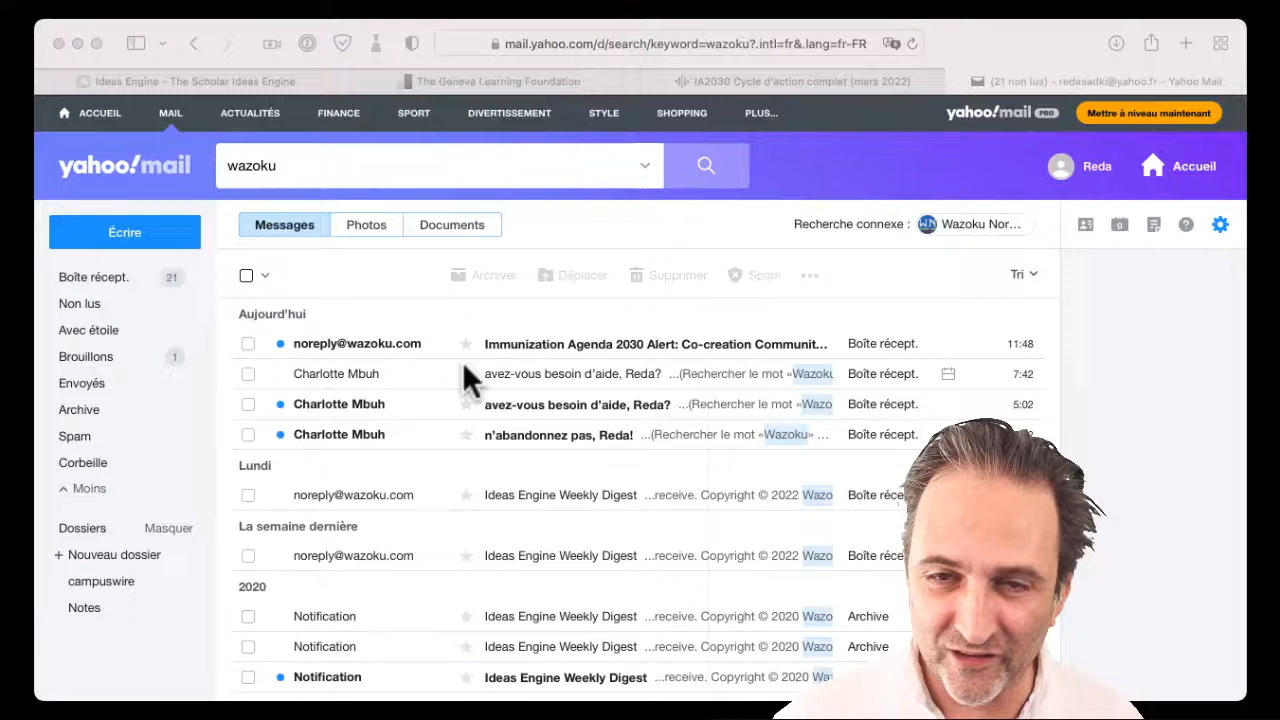 mail.yahoo.com/d/search/keyword=wazoku?.intl=fr&.lang=fr-FR
Ideas Engine - The Scholar Ideas Engine
The Geneva Learning Foundation
IA2030 Cycle d'action complet (mars 2022)
(21 non lus) - redasadki@yahoo.fr - Yahoo Mail
ACCUEIL MAIL ACTUALITÉS FINANCE SPORT DIVERTISSEMENT STYLE SHOPPING PLUS... yahoo!mail PRO Mettre à niveau maintenant
yahoo!mail wazoku Reda Accueil
Écrire
Messages Photos Documents Recherche connexe : WN Wazoku Nor...
Boîte récept. 21
Non lus
Avec étoile
Brouillons 1
Envoyés
Archive
Spam
Corbeille
Moins
Dossiers Masquer
+ Nouveau dossier
campuswire
Notes
Archiver Déplacer Supprimer Spam ••• Tri
Aujourd'hui
noreply@wazoku.com Immunization Agenda 2030 Alert: Co-creation Communit... Boîte récept. 11:48
Charlotte Mbuh avez-vous besoin d'aide, Reda? ...(Rechercher le mot «Wazoku Boîte récept. 7:42
Charlotte Mbuh avez-vous besoin d'aide, Reda? ...(Rechercher le mot «Wazo Boîte récept. 5:02
Charlotte Mbuh n'abandonnez pas, Reda! ...(Rechercher le mot «Wazoku» ... Boîte récept.
Lundi
noreply@wazoku.com Ideas Engine Weekly Digest ...receive. Copyright © 2022 Wazo Boîte réce
La semaine dernière
noreply@wazoku.com Ideas Engine Weekly Digest ...receive. Copyright © 2022 Wazo Boîte réce
2020
Notification Ideas Engine Weekly Digest ...receive. Copyright © 2020 Wazo Archive
Notification Ideas Engine Weekly Digest ...receive. Copyright © 2020 Wazo Archive
Notification Ideas Engine Weekly Digest ...receive. Copyright © 2020 Wa